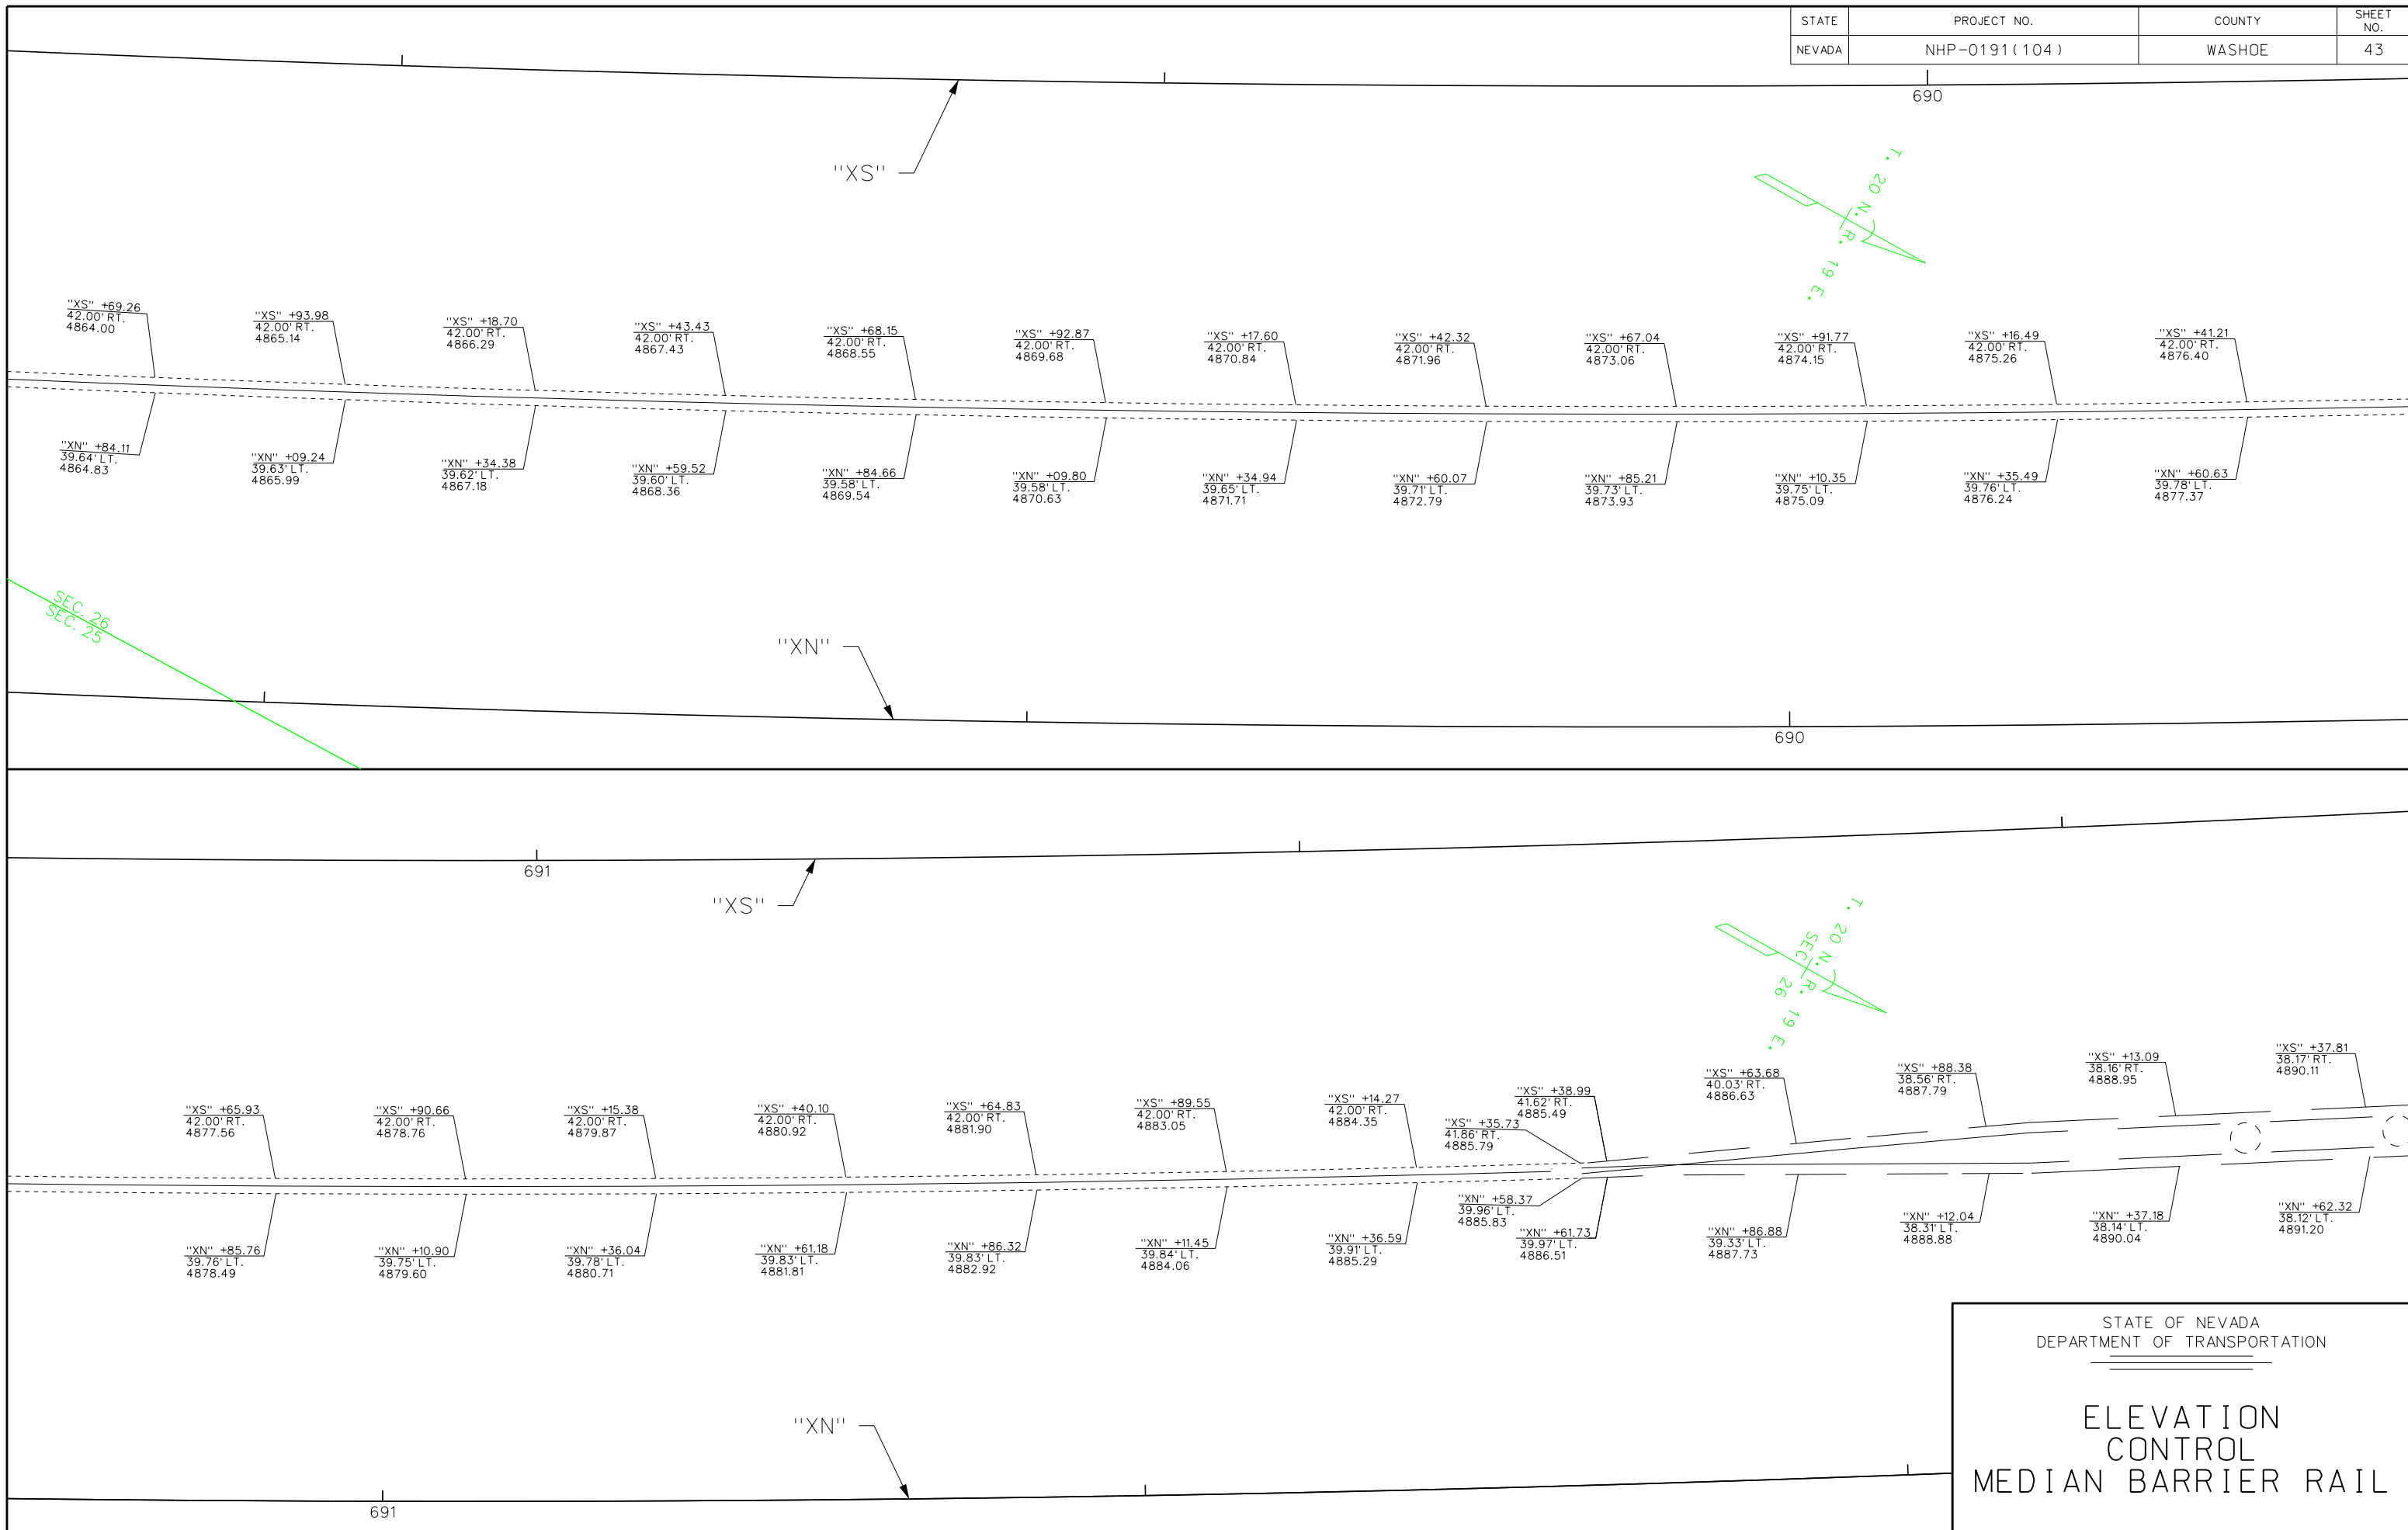 STATE PROJECT NO. COUNTY SHEET NO.
NEVADA NHP-0191(104) WASHOE 43
690
"XS"
T. 20 N. R. 19 E.
"XS" +69.26
42.00' RT.
4864.00
"XS" +93.98
42.00' RT.
4865.14
"XS" +18.70
42.00' RT.
4866.29
"XS" +43.43
42.00' RT.
4867.43
"XS" +68.15
42.00' RT.
4868.55
"XS" +92.87
42.00' RT.
4869.68
"XS" +17.60
42.00' RT.
4870.84
"XS" +42.32
42.00' RT.
4871.96
"XS" +67.04
42.00' RT.
4873.06
"XS" +91.77
42.00' RT.
4874.15
"XS" +16.49
42.00' RT.
4875.26
"XS" +41.21
42.00' RT.
4876.40
"XN" +84.11
39.64' LT.
4864.83
"XN" +09.24
39.63' LT.
4865.99
"XN" +34.38
39.62' LT.
4867.18
"XN" +59.52
39.60' LT.
4868.36
"XN" +84.66
39.58' LT.
4869.54
"XN" +09.80
39.58' LT.
4870.63
"XN" +34.94
39.65' LT.
4871.71
"XN" +60.07
39.71' LT.
4872.79
"XN" +85.21
39.73' LT.
4873.93
"XN" +10.35
39.75' LT.
4875.09
"XN" +35.49
39.76' LT.
4876.24
"XN" +60.63
39.78' LT.
4877.37
SEC. 26
SEC. 25
"XN"
690
691
"XS"
T. 20 N. R. 19 E.
SEC 26
"XS" +65.93
42.00' RT.
4877.56
"XS" +90.66
42.00' RT.
4878.76
"XS" +15.38
42.00' RT.
4879.87
"XS" +40.10
42.00' RT.
4880.92
"XS" +64.83
42.00' RT.
4881.90
"XS" +89.55
42.00' RT.
4883.05
"XS" +14.27
42.00' RT.
4884.35
"XS" +35.73
41.86' RT.
4885.79
"XS" +38.99
41.62' RT.
4885.49
"XS" +63.68
40.03' RT.
4886.63
"XS" +88.38
38.56' RT.
4887.79
"XS" +13.09
38.16' RT.
4888.95
"XS" +37.81
38.17' RT.
4890.11
"XN" +85.76
39.76' LT.
4878.49
"XN" +10.90
39.75' LT.
4879.60
"XN" +36.04
39.78' LT.
4880.71
"XN" +61.18
39.83' LT.
4881.81
"XN" +86.32
39.83' LT.
4882.92
"XN" +11.45
39.84' LT.
4884.06
"XN" +36.59
39.91' LT.
4885.29
"XN" +58.37
39.96' LT.
4885.83
"XN" +61.73
39.97' LT.
4886.51
"XN" +86.88
39.33' LT.
4887.73
"XN" +12.04
38.31' LT.
4888.88
"XN" +37.18
38.14' LT.
4890.04
"XN" +62.32
38.12' LT.
4891.20
"XN"
691
STATE OF NEVADA
DEPARTMENT OF TRANSPORTATION
ELEVATION
CONTROL
MEDIAN BARRIER RAIL